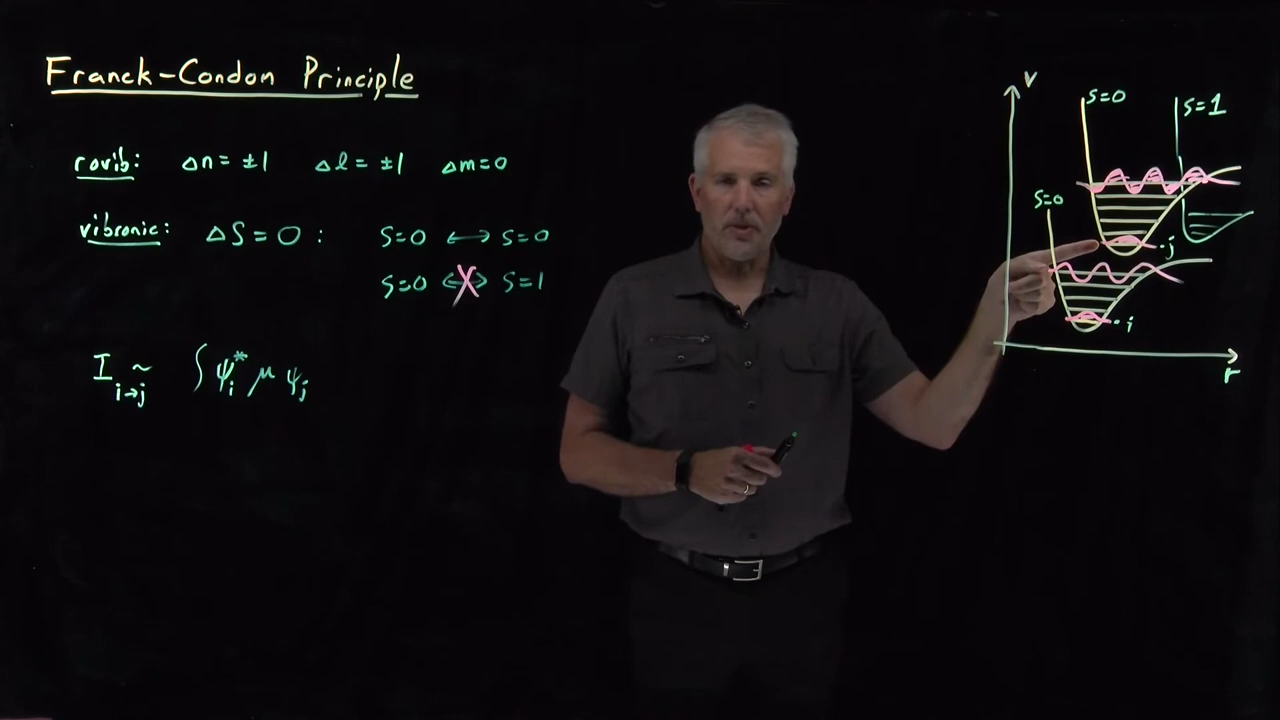 Franck-Condon Principle
rovib: Δn = ±1 Δl = ±1 Δm=0
vibronic: ΔS = 0 : S=0 ⟷ S=0
S=0 ⟷ S=1
I i→j ~ ∫ψᵢ* μ ψⱼ
V
S=0
S=1
S=0
j
i
r